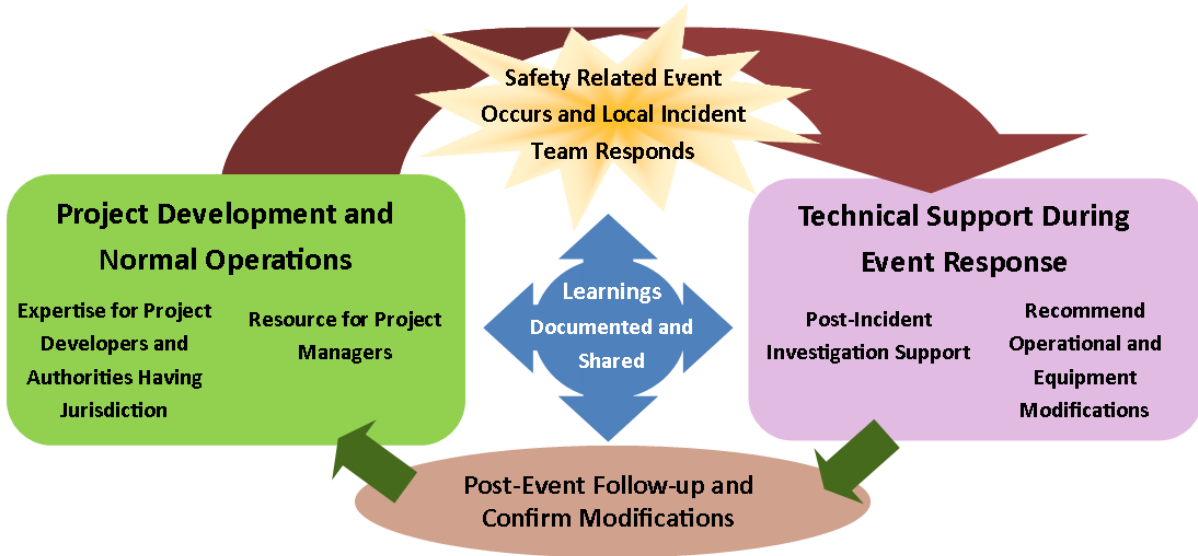 Safety Related Event
Occurs and Local Incident
Team Responds
Project Development and
Normal Operations
Expertise for Project
Developers and
Authorities Having
Jurisdiction
Resource for Project
Managers
Learnings
Documented and
Shared
Technical Support During
Event Response
Post-Incident
Investigation Support
Recommend
Operational and
Equipment
Modifications
Post-Event Follow-up and
Confirm Modifications